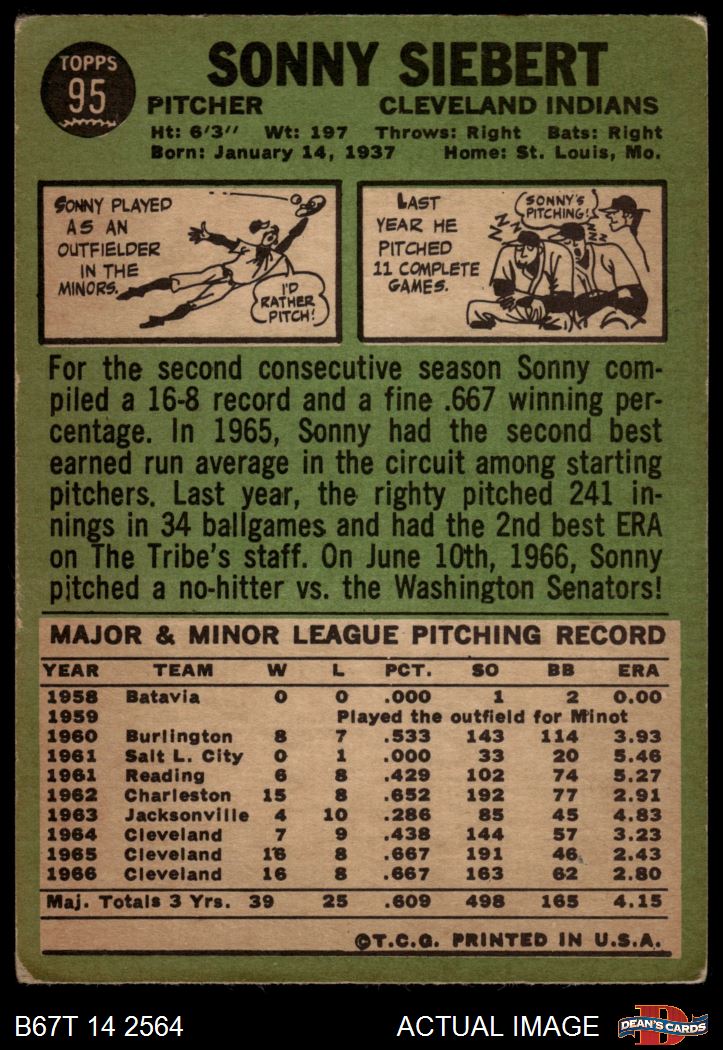 TOPPS
95
SONNY SIEBERT
PITCHER CLEVELAND INDIANS
Ht: 6'3'' Wt: 197 Throws: Right Bats: Right
Born: January 14, 1937 Home: St. Louis, Mo.
SONNY PLAYED
AS AN
OUTFIELDER
IN THE
MINORS.
I'D
RATHER
PITCH!
LAST
YEAR HE
PITCHED
11 COMPLETE
GAMES.
SONNY'S
PITCHING!
Z Z Z Z Z Z
For the second consecutive season Sonny com-
piled a 16-8 record and a fine .667 winning per-
centage. In 1965, Sonny had the second best
earned run average in the circuit among starting
pitchers. Last year, the righty pitched 241 in-
nings in 34 ballgames and had the 2nd best ERA
on The Tribe's staff. On June 10th, 1966, Sonny
pitched a no-hitter vs. the Washington Senators!
MAJOR & MINOR LEAGUE PITCHING RECORD
YEAR TEAM W L PCT. SO BB ERA
1958 Batavia 0 0 .000 1 2 0.00
1959 Played the outfield for Minot
1960 Burlington 8 7 .533 143 114 3.93
1961 Salt L. City 0 1 .000 33 20 5.46
1961 Reading 6 8 .429 102 74 5.27
1962 Charleston 15 8 .652 192 77 2.91
1963 Jacksonville 4 10 .286 85 45 4.83
1964 Cleveland 7 9 .438 144 57 3.23
1965 Cleveland 16 8 .667 191 46 2.43
1966 Cleveland 16 8 .667 163 62 2.80
Maj. Totals 3 Yrs. 39 25 .609 498 165 4.15
©T.C.G. PRINTED IN U.S.A.
B67T 14 2564 ACTUAL IMAGE
D
DEAN'S CARDS